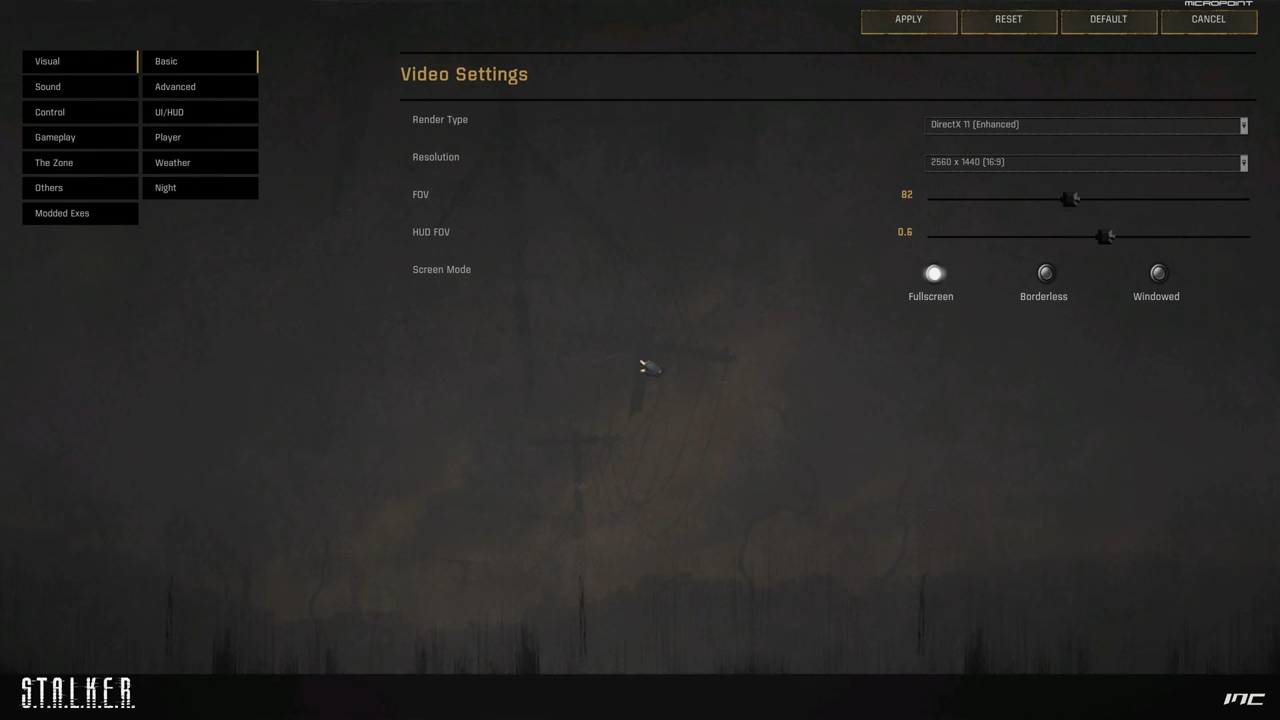 MICROPOINT
APPLY RESET DEFAULT CANCEL
Visual
Sound
Control
Gameplay
The Zone
Others
Modded Exes
Basic
Advanced
UI/HUD
Player
Weather
Night
Video Settings
Render Type DirectX 11 (Enhanced)
Resolution 2560 x 1440 (16:9)
FOV 82
HUD FOV 0.6
Screen Mode
Fullscreen Borderless Windowed
S.T.A.L.K.E.R.
INC